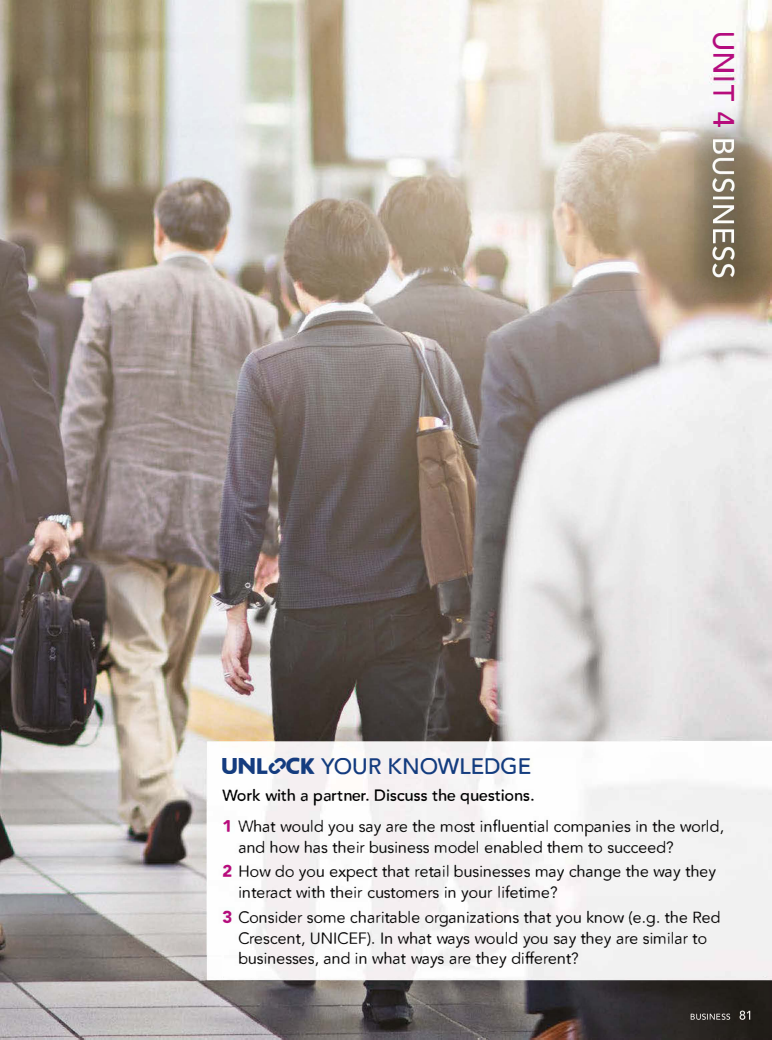 UNIT 4 BUSINESS
UNLOCK YOUR KNOWLEDGE
Work with a partner. Discuss the questions.
1 What would you say are the most influential companies in the world,
and how has their business model enabled them to succeed?
2 How do you expect that retail businesses may change the way they
interact with their customers in your lifetime?
3 Consider some charitable organizations that you know (e.g. the Red
Crescent, UNICEF). In what ways would you say they are similar to
businesses, and in what ways are they different?
BUSINESS 81